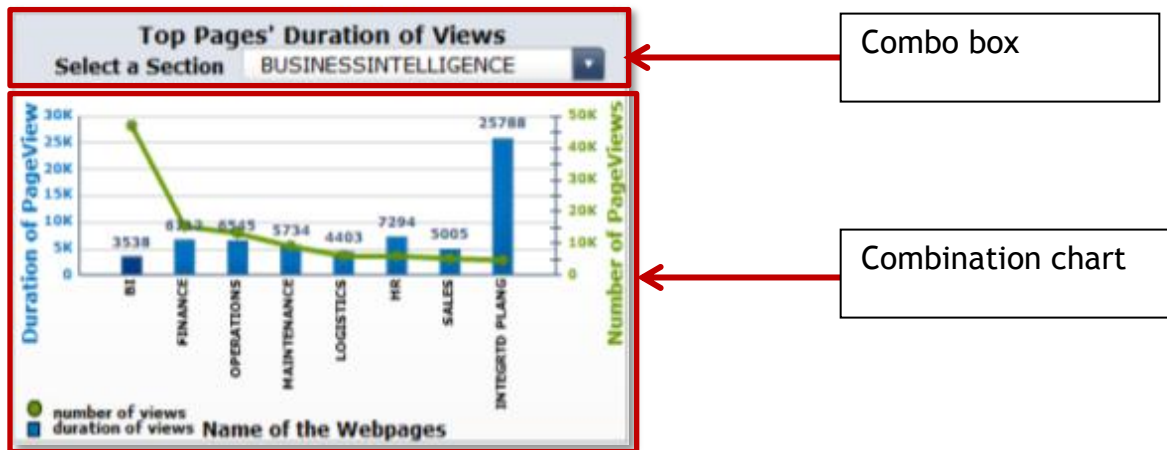 Top Pages' Duration of Views
Select a Section BUSINESSINTELLIGENCE
Combo box
Duration of PageView
30K
25K
20K
15K
10K
5K
0
3538
6545
5734
4403
7294
5005
25788
50K
40K
30K
20K
10K
0
Number of PageViews
BI
FINANCE
OPERATIONS
MAINTENANCE
LOGISTICS
HR
SALES
INTEGRTD PLANG
number of views
duration of views
Name of the Webpages
Combination chart